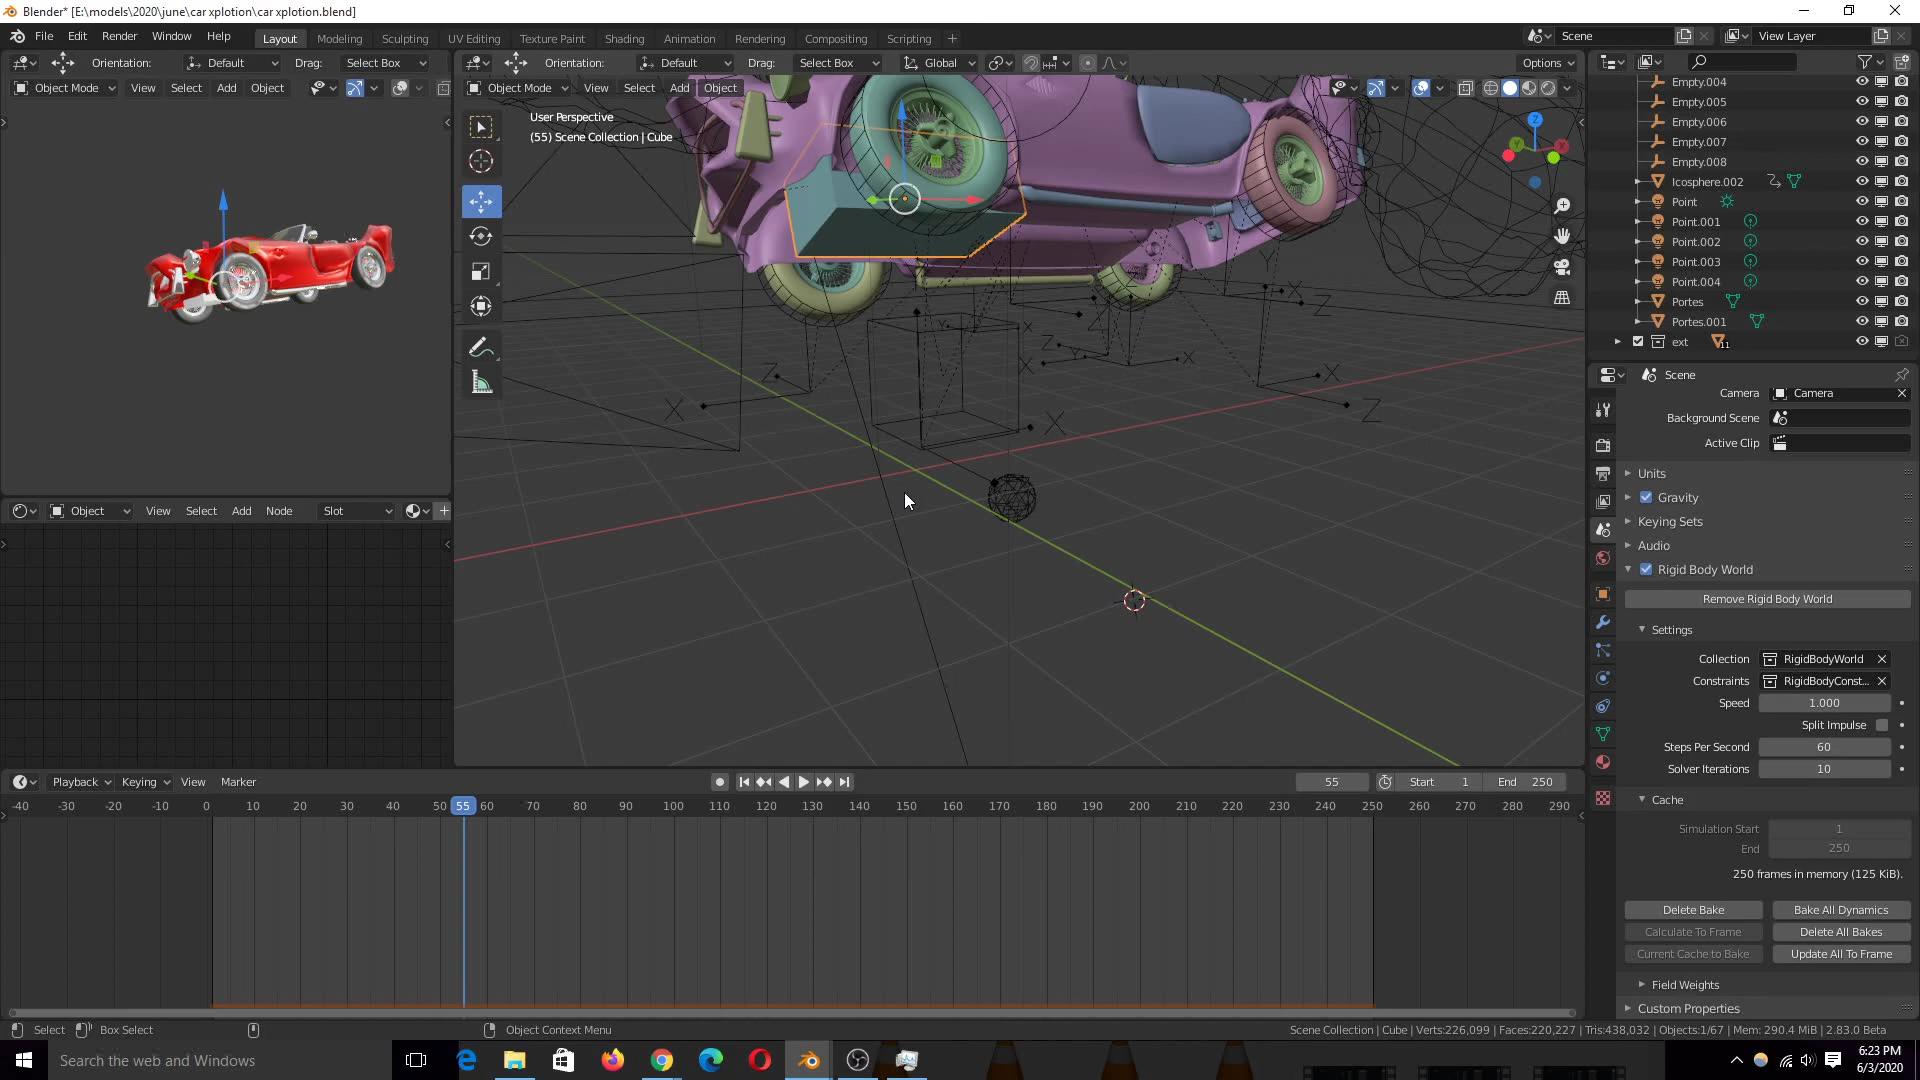 Blender* [E:\models\2020\june\car xplotion\car xplotion.blend]
File Edit Render Window Help
Layout Modeling Sculpting UV Editing Texture Paint Shading Animation Rendering Compositing Scripting +
Scene
View Layer
Orientation: Default Drag: Select Box
Orientation: Default Drag: Select Box Global Options
Object Mode View Select Add Object
Object Mode View Select Add Object
User Perspective
(55) Scene Collection | Cube
Z
Y
X
Empty.004
Empty.005
Empty.006
Empty.007
Empty.008
Icosphere.002
Point
Point.001
Point.002
Point.003
Point.004
Portes
Portes.001
ext 11
Scene
Camera Camera
Background Scene
Active Clip
Units
Gravity
Keying Sets
Audio
Rigid Body World
Remove Rigid Body World
Settings
Collection RigidBodyWorld
Constraints RigidBodyConst...
Speed 1.000
Split Impulse
Steps Per Second 60
Solver Iterations 10
Cache
Simulation Start 1
End 250
250 frames in memory (125 KiB).
Delete Bake Bake All Dynamics
Calculate To Frame Delete All Bakes
Current Cache to Bake Update All To Frame
Field Weights
Custom Properties
Object View Select Add Node Slot
Playback Keying View Marker
55 Start 1 End 250
-40 -30 -20 -10 0 10 20 30 40 50 55 60 70 80 90 100 110 120 130 140 150 160 170 180 190 200 210 220 230 240 250 260 270 280 290
Select Box Select Object Context Menu
Scene Collection | Cube | Verts:226,099 | Faces:220,227 | Tris:438,032 | Objects:1/67 | Mem: 290.4 MiB | 2.83.0 Beta
Search the web and Windows
6:23 PM
6/3/2020